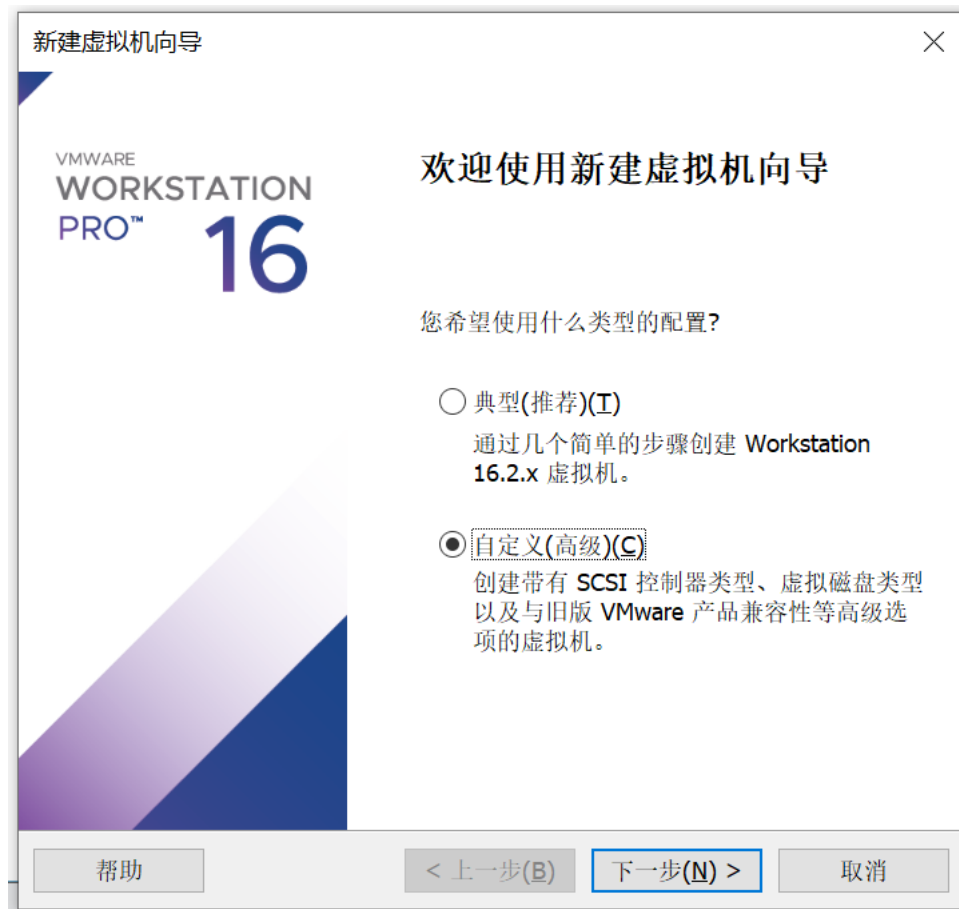 新建虚拟机向导
VMWARE
WORKSTATION
PRO™ 16
欢迎使用新建虚拟机向导
您希望使用什么类型的配置?
典型(推荐)(T)
通过几个简单的步骤创建 Workstation
16.2.x 虚拟机。
自定义(高级)(C)
创建带有 SCSI 控制器类型、虚拟磁盘类型
以及与旧版 VMware 产品兼容性等高级选
项的虚拟机。
帮助
< 上一步(B)
下一步(N) >
取消